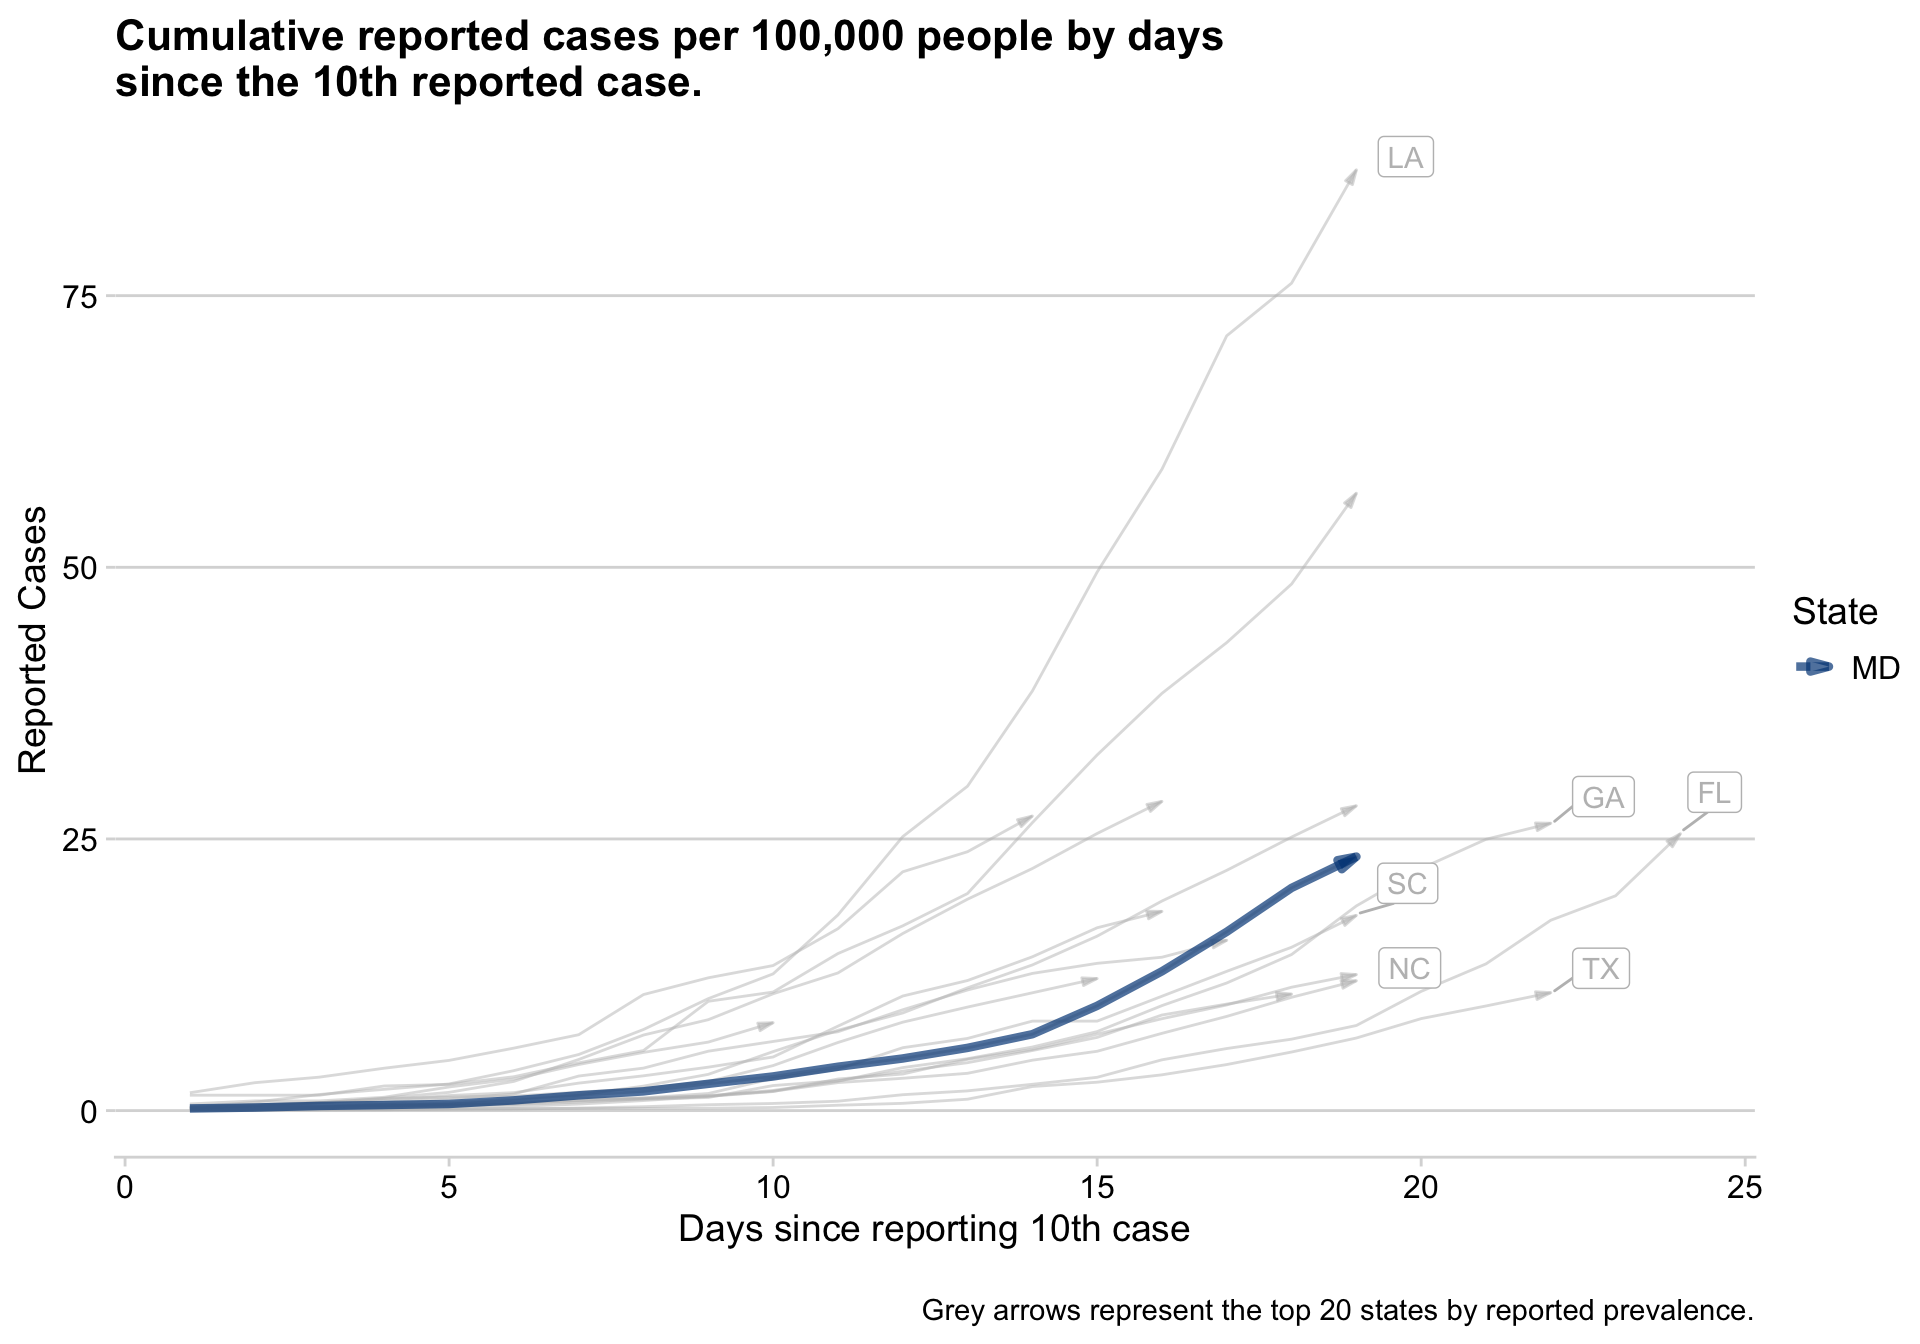 Cumulative reported cases per 100,000 people by days
since the 10th reported case.
LA
75
50
Reported Cases
State
MD
GA
FL
25
SC
NC
TX
0
0 5 10 15 20 25
Days since reporting 10th case
Grey arrows represent the top 20 states by reported prevalence.